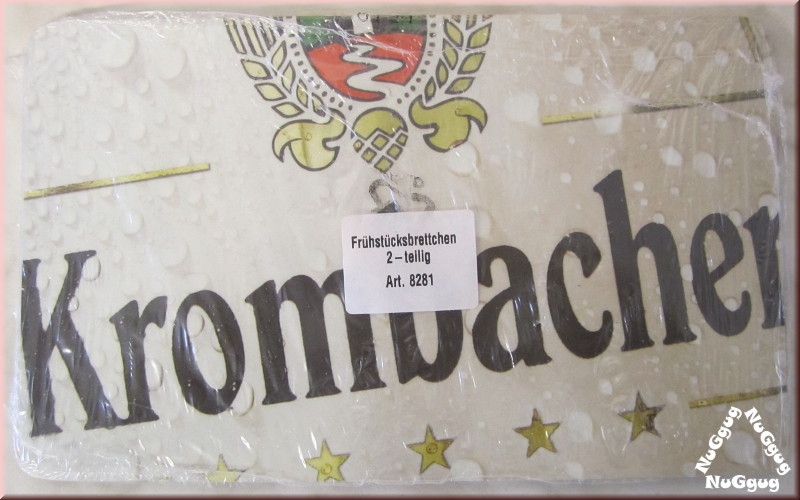 Krombacher
Frühstücksbrettchen
2–teilig
Art. 8281
NuGgug
NuGgug
NuGgug